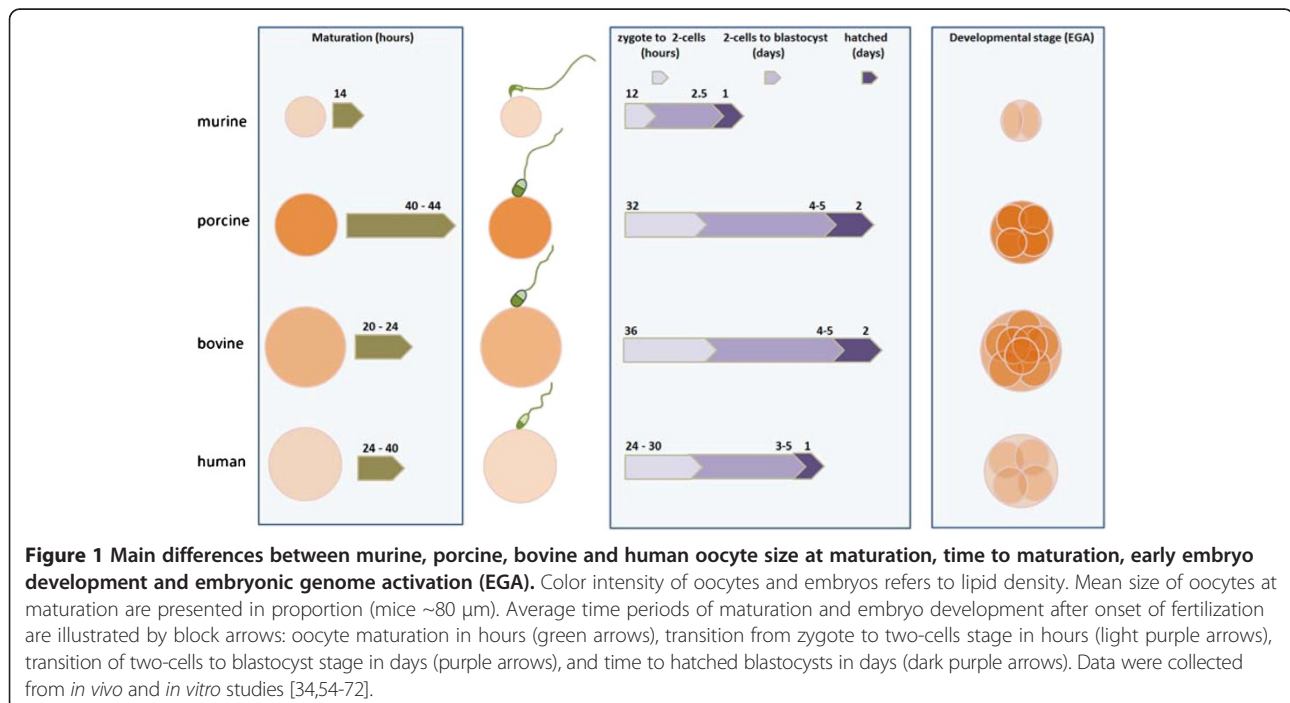 Maturation (hours)
zygote to 2-cells (hours)
2-cells to blastocyst (days)
hatched (days)
Developmental stage (EGA)
murine
14
12
2.5
1
porcine
40 - 44
32
4-5
2
bovine
20 - 24
36
4-5
2
human
24 - 40
24 - 30
3-5
1
Figure 1 Main differences between murine, porcine, bovine and human oocyte size at maturation, time to maturation, early embryo
development and embryonic genome activation (EGA). Color intensity of oocytes and embryos refers to lipid density. Mean size of oocytes at
maturation are presented in proportion (mice ~80 μm). Average time periods of maturation and embryo development after onset of fertilization
are illustrated by block arrows: oocyte maturation in hours (green arrows), transition from zygote to two-cells stage in hours (light purple arrows),
transition of two-cells to blastocyst stage in days (purple arrows), and time to hatched blastocysts in days (dark purple arrows). Data were collected
from in vivo and in vitro studies [34,54-72].